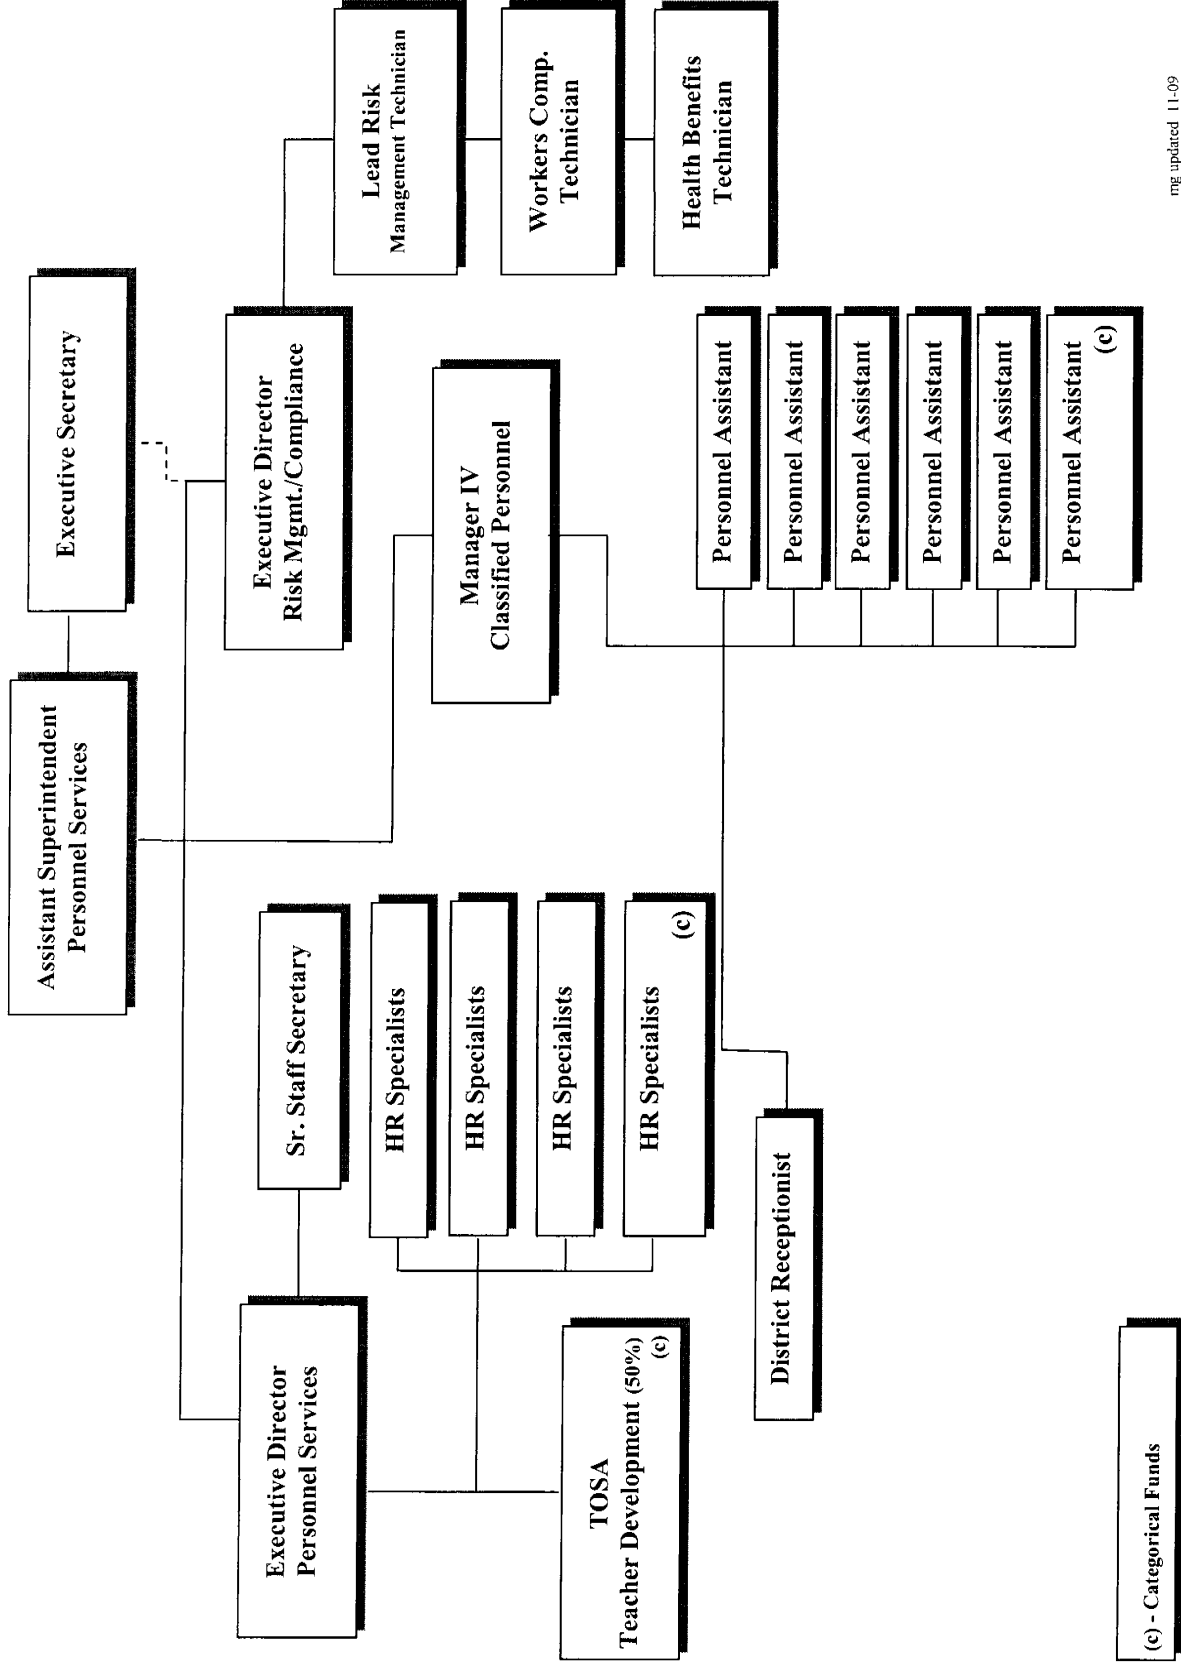 Assistant Superintendent
Personnel Services
Executive Secretary
Executive Director
Personnel Services
Sr. Staff Secretary
Executive Director
Risk Mgmt./Compliance
Lead Risk
Management Technician
Workers Comp.
Technician
Health Benefits
Technician
Manager IV
Classified Personnel
HR Specialists
HR Specialists
HR Specialists
HR Specialists
(c)
TOSA
Teacher Development (50%)
(c)
District Receptionist
Personnel Assistant
Personnel Assistant
Personnel Assistant
Personnel Assistant
Personnel Assistant
Personnel Assistant
(c)
(c) - Categorical Funds
mg updated 11-09